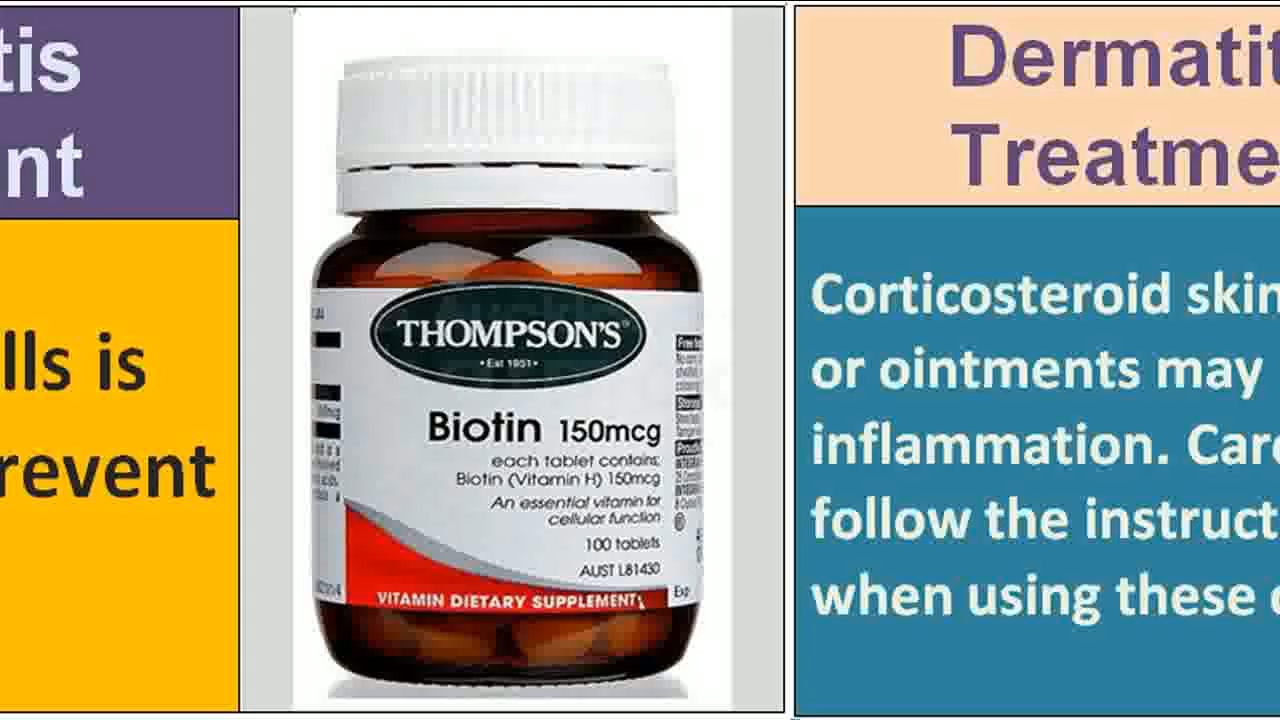 tis
nt
lls is
revent
THOMPSON'S
• Est 1951 •
Biotin 150mcg
each tablet contains;
Biotin (Vitamin H) 150mcg
An essential vitamin for
cellular function
100 tablets
AUST L81430
VITAMIN DIETARY SUPPLEMENT
Exp
Dermatit
Treatme
Corticosteroid skin
or ointments may
inflammation. Care
follow the instruct
when using these